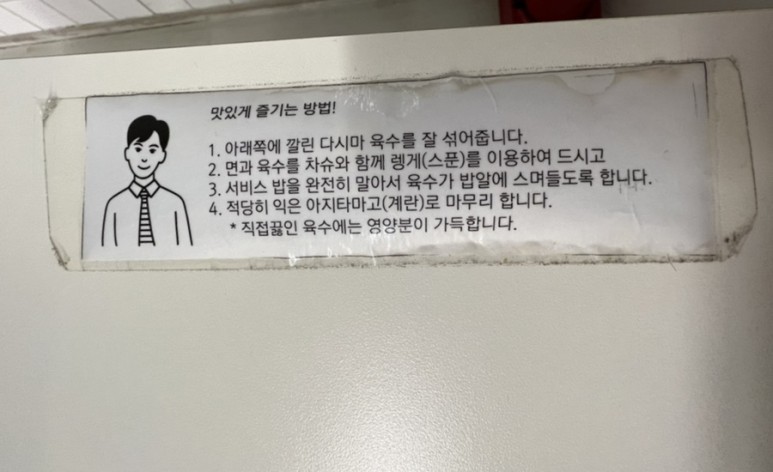 맛있게 즐기는 방법!
1. 아래쪽에 깔린 다시마 육수를 잘 섞어줍니다.
2. 면과 육수를 차슈와 함께 렝게(스푼)를 이용하여 드시고
3. 서비스 밥을 완전히 말아서 육수가 밥알에 스며들도록 합니다.
4. 적당히 익은 아지타마고(계란)로 마무리 합니다.
* 직접끓인 육수에는 영양분이 가득합니다.